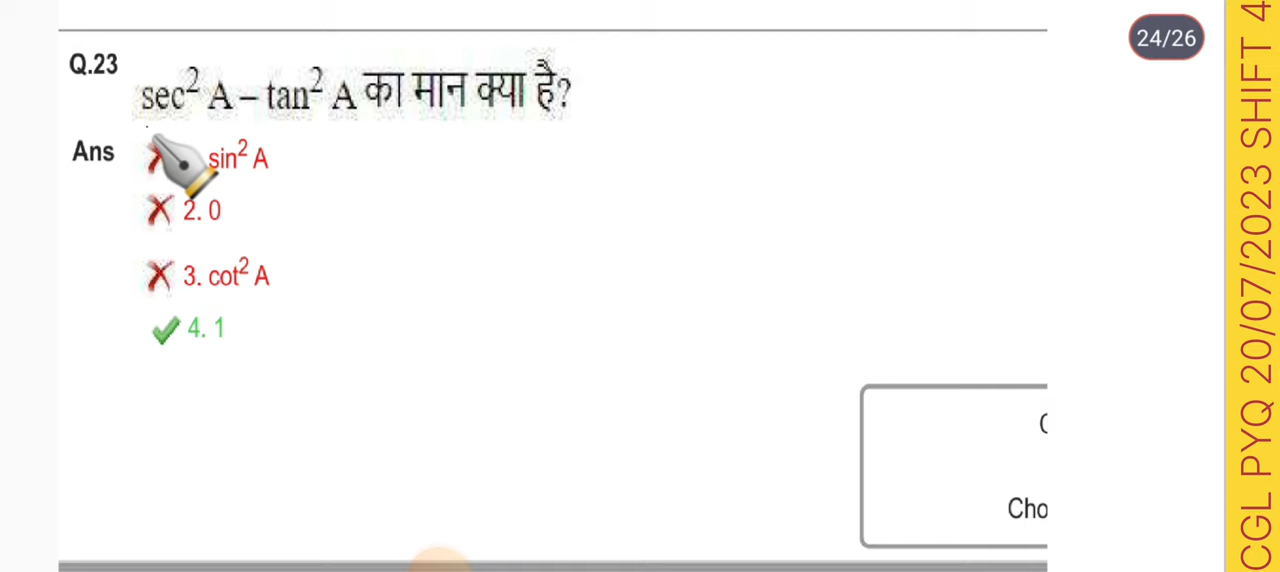 24/26
Q.23
sec² A – tan² A का मान क्या है?
Ans
sin² A
2. 0
3. cot² A
4. 1
Cho
CGL PYQ 20/07/2023 SHIFT 4